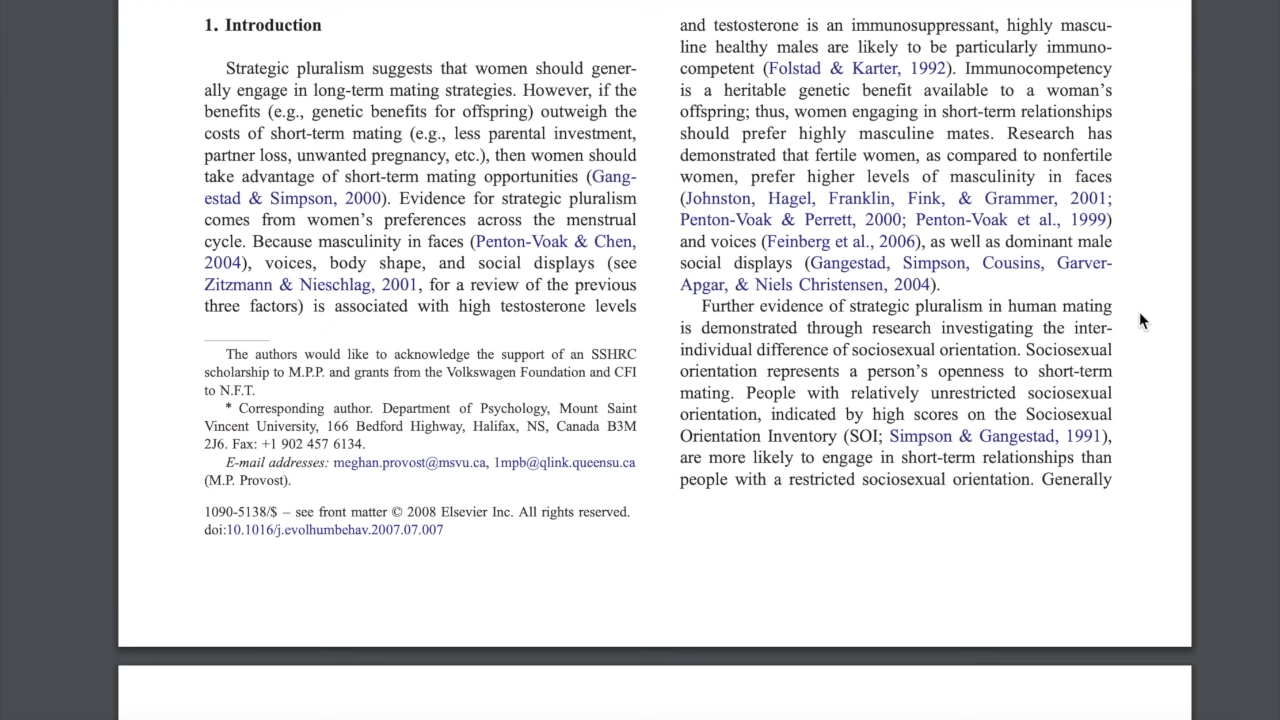 1. Introduction
Strategic pluralism suggests that women should gener-
ally engage in long-term mating strategies. However, if the
benefits (e.g., genetic benefits for offspring) outweigh the
costs of short-term mating (e.g., less parental investment,
partner loss, unwanted pregnancy, etc.), then women should
take advantage of short-term mating opportunities (Gang-
estad & Simpson, 2000). Evidence for strategic pluralism
comes from women’s preferences across the menstrual
cycle. Because masculinity in faces (Penton-Voak & Chen,
2004), voices, body shape, and social displays (see
Zitzmann & Nieschlag, 2001, for a review of the previous
three factors) is associated with high testosterone levels
The authors would like to acknowledge the support of an SSHRC
scholarship to M.P.P. and grants from the Volkswagen Foundation and CFI
to N.F.T.
* Corresponding author. Department of Psychology, Mount Saint
Vincent University, 166 Bedford Highway, Halifax, NS, Canada B3M
2J6. Fax: +1 902 457 6134.
E-mail addresses: meghan.provost@msvu.ca, 1mpb@qlink.queensu.ca
(M.P. Provost).
1090-5138/$ – see front matter © 2008 Elsevier Inc. All rights reserved.
doi:10.1016/j.evolhumbehav.2007.07.007
and testosterone is an immunosuppressant, highly mascu-
line healthy males are likely to be particularly immuno-
competent (Folstad & Karter, 1992). Immunocompetency
is a heritable genetic benefit available to a woman’s
offspring; thus, women engaging in short-term relationships
should prefer highly masculine mates. Research has
demonstrated that fertile women, as compared to nonfertile
women, prefer higher levels of masculinity in faces
(Johnston, Hagel, Franklin, Fink, & Grammer, 2001;
Penton-Voak & Perrett, 2000; Penton-Voak et al., 1999)
and voices (Feinberg et al., 2006), as well as dominant male
social displays (Gangestad, Simpson, Cousins, Garver-
Apgar, & Niels Christensen, 2004).
Further evidence of strategic pluralism in human mating
is demonstrated through research investigating the inter-
individual difference of sociosexual orientation. Sociosexual
orientation represents a person’s openness to short-term
mating. People with relatively unrestricted sociosexual
orientation, indicated by high scores on the Sociosexual
Orientation Inventory (SOI; Simpson & Gangestad, 1991),
are more likely to engage in short-term relationships than
people with a restricted sociosexual orientation. Generally